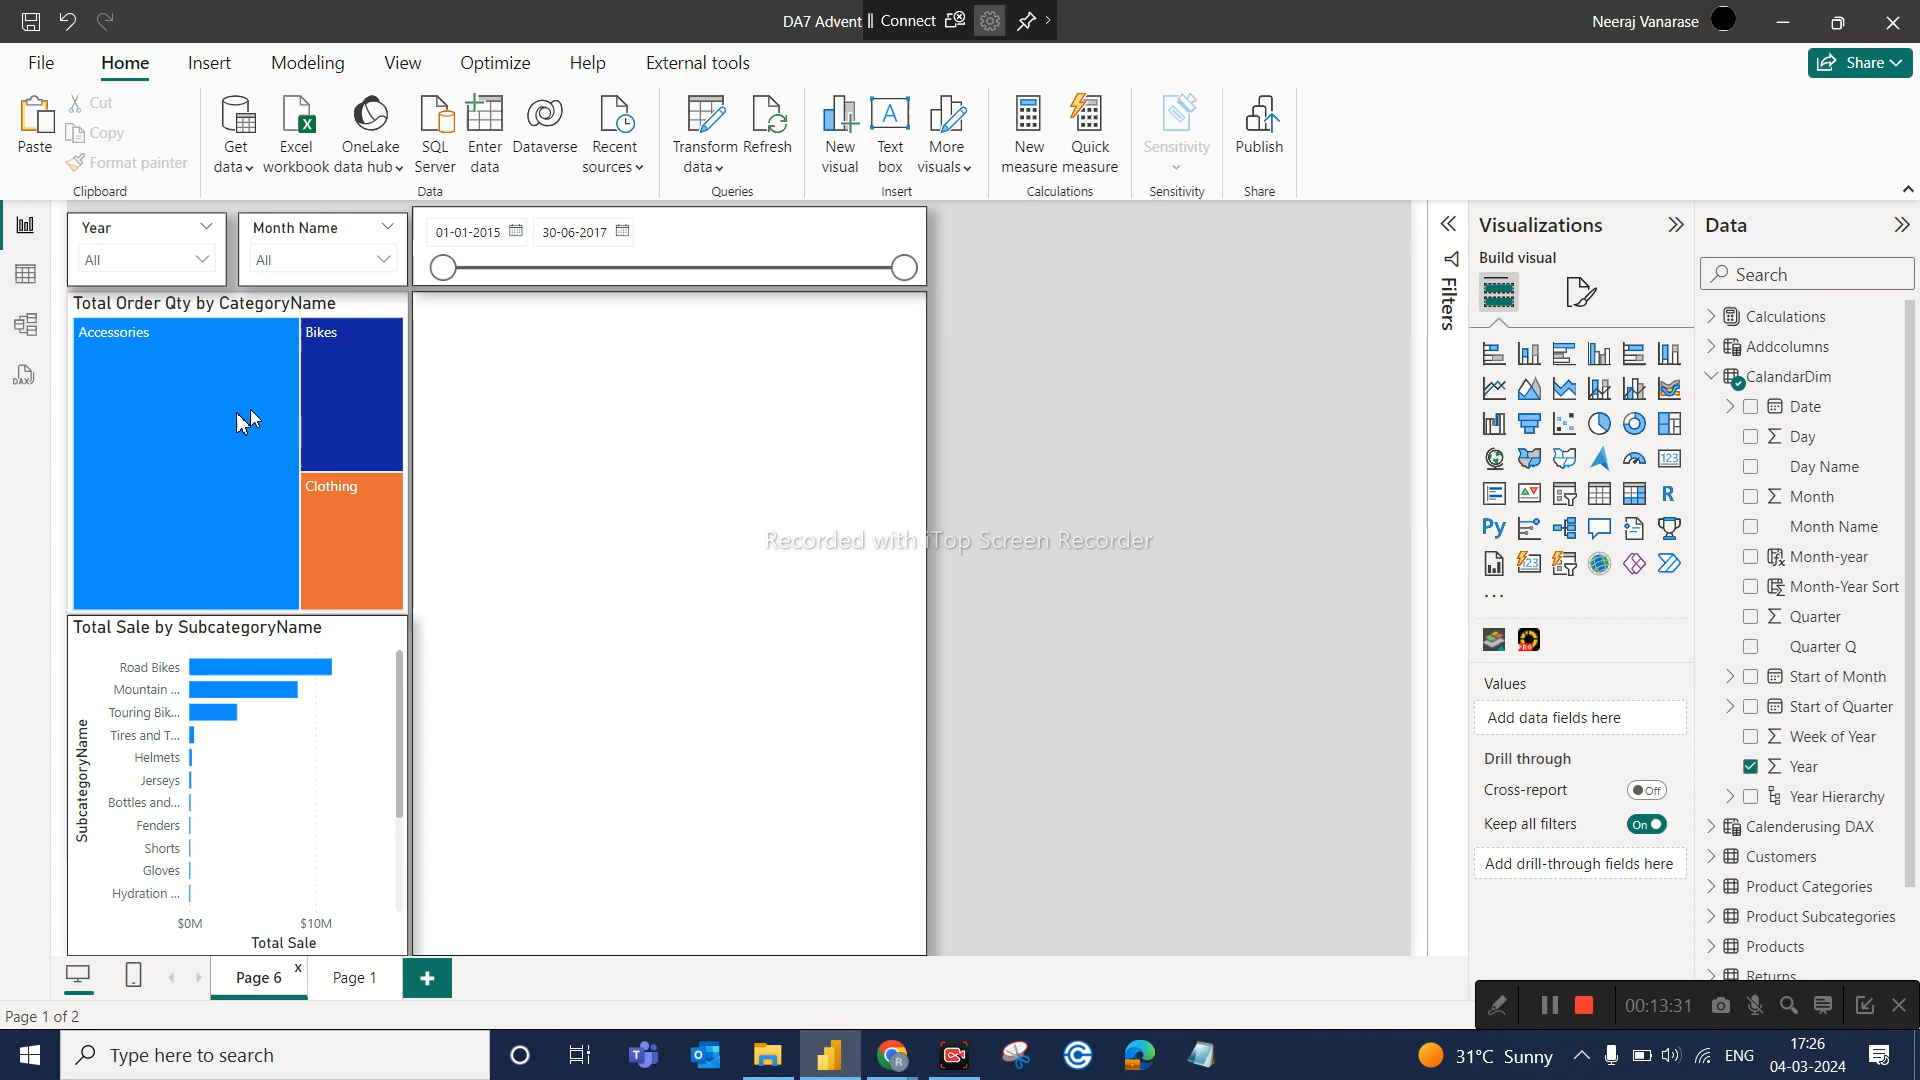 DA7 Advent
Connect
Neeraj Vanarase
File
Home
Insert
Modeling
View
Optimize
Help
External tools
Share
Paste
Cut
Copy
Format painter
Get data
Excel workbook
OneLake data hub
SQL Server
Enter data
Dataverse
Recent sources
Transform data
Refresh
New visual
Text box
More visuals
New measure
Quick measure
Sensitivity
Publish
Clipboard
Data
Queries
Insert
Calculations
Sensitivity
Share
Year
All
Month Name
All
01-01-2015
30-06-2017
Total Order Qty by CategoryName
Accessories
Bikes
Clothing
Total Sale by SubcategoryName
SubcategoryName
Road Bikes
Mountain ...
Touring Bik...
Tires and T...
Helmets
Jerseys
Bottles and...
Fenders
Shorts
Gloves
Hydration ...
$0M
$10M
Total Sale
Recorded with iTop Screen Recorder
Filters
Visualizations
Build visual
123
R
Py
123
PRO
...
Values
Add data fields here
Drill through
Cross-report
Off
Keep all filters
On
Add drill-through fields here
Data
Search
Calculations
Addcolumns
CalandarDim
Date
Day
Day Name
Month
Month Name
Month-year
Month-Year Sort
Quarter
Quarter Q
Start of Month
Start of Quarter
Week of Year
Year
Year Hierarchy
Calenderusing DAX
Customers
Product Categories
Product Subcategories
Products
Returns
Page 6
x
Page 1
Page 1 of 2
00:13:31
Type here to search
31°C Sunny
ENG
17:26
04-03-2024